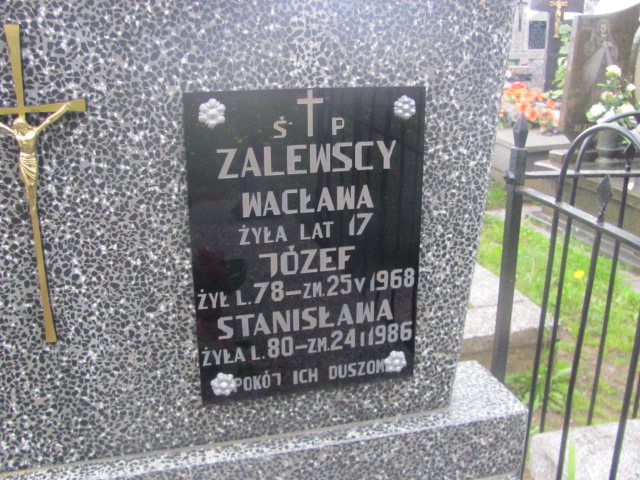 Ś P
ZALEWSCY
WACŁAWA
ŻYŁA LAT 17
JÓZEF
ŻYŁ L. 78 – ZM. 25 V 1968
STANISŁAWA
ŻYŁA L. 80 – ZM. 24 I 1986
POKÓJ ICH DUSZOM